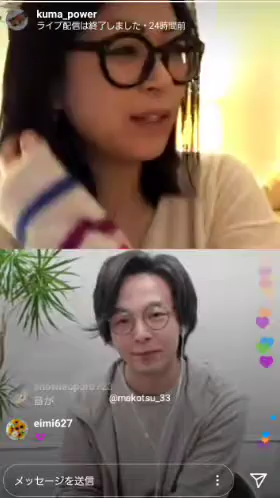 kuma_power
ライブ配信は終了しました・24時間前
音が
@makotsu_33
eimi627
メッセージを送信